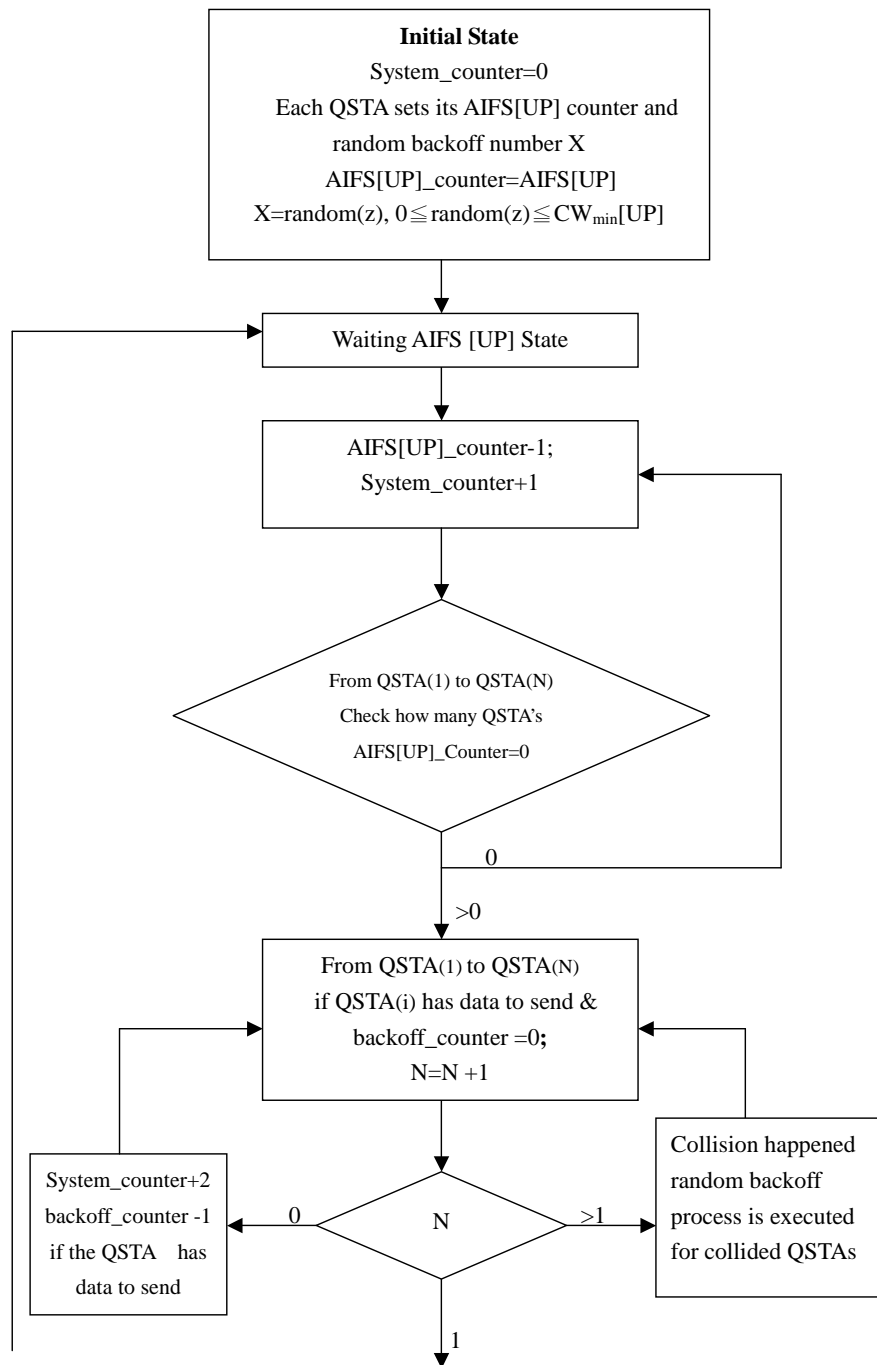 Initial State
System_counter=0
Each QSTA sets its AIFS[UP] counter and
random backoff number X
AIFS[UP]_counter=AIFS[UP]
X=random(z), 0≦random(z)≦CWmin[UP]
Waiting AIFS [UP] State
AIFS[UP]_counter-1;
System_counter+1
From QSTA(1) to QSTA(N)
Check how many QSTA’s
AIFS[UP]_Counter=0
0
>0
From QSTA(1) to QSTA(N)
if QSTA(i) has data to send &
backoff_counter =0;
N=N +1
System_counter+2
backoff_counter -1
if the QSTA has
data to send
0
N
>1
Collision happened
random backoff
process is executed
for collided QSTAs
1